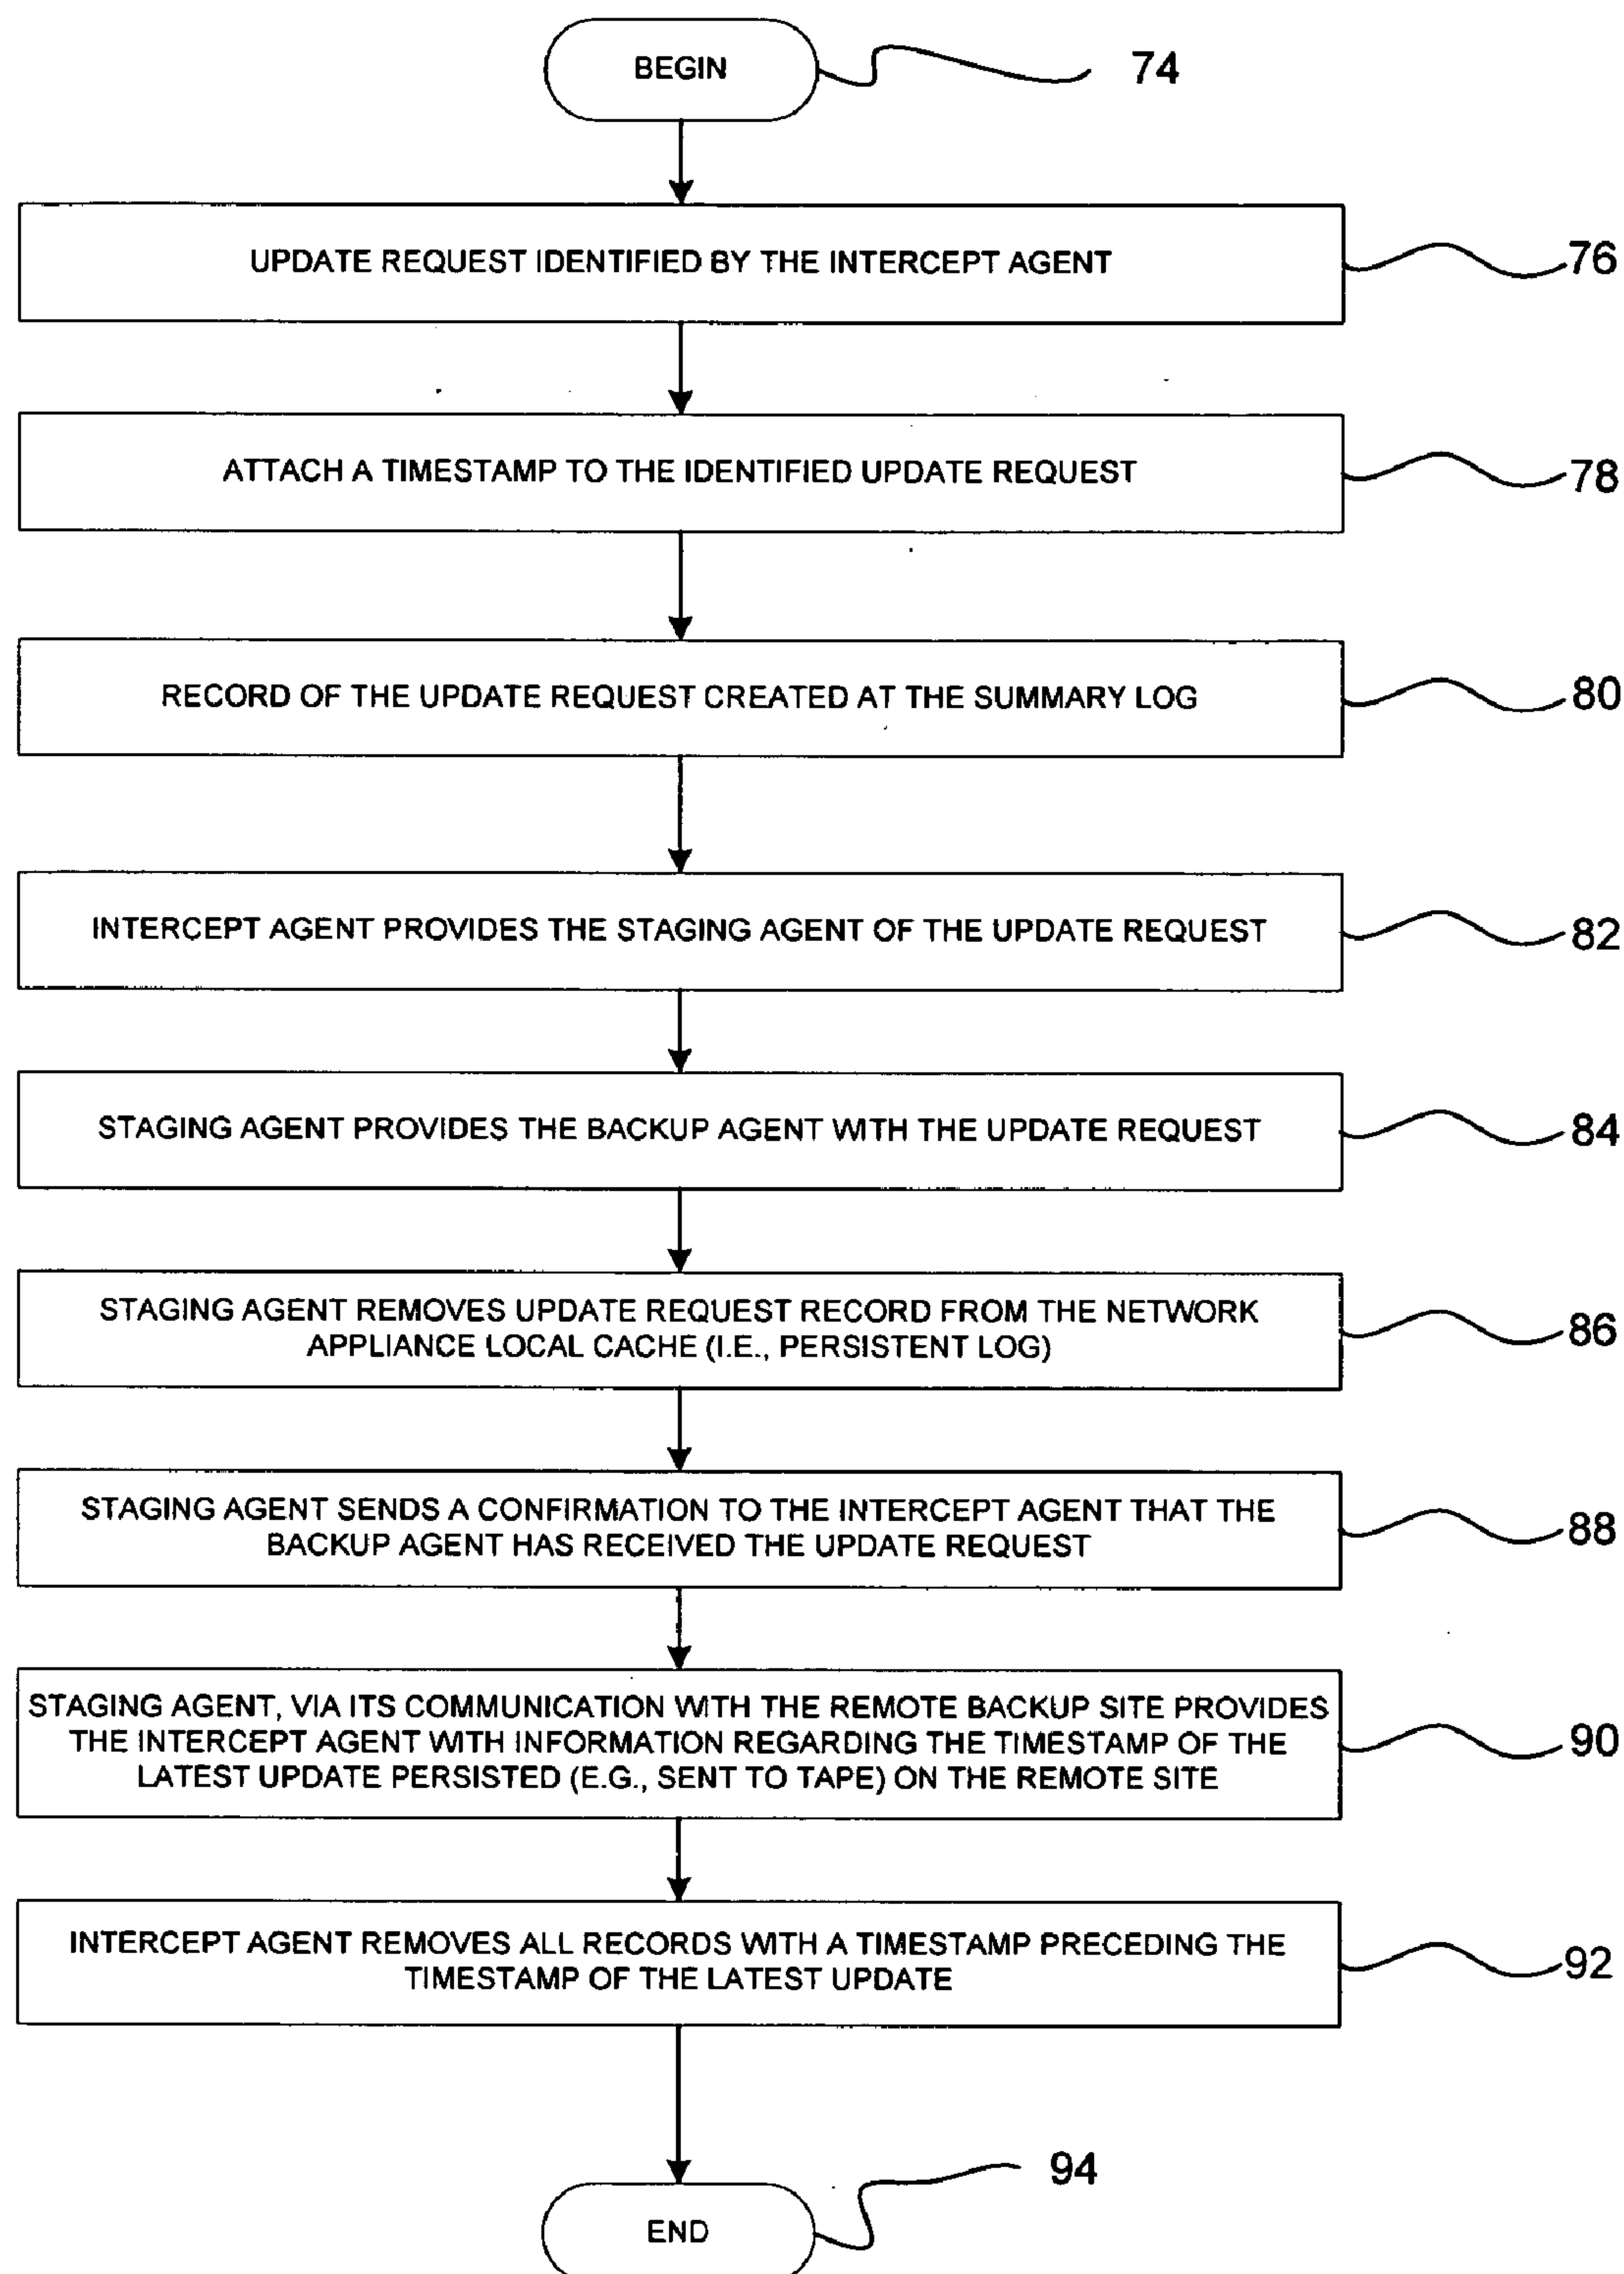 BEGIN
74
UPDATE REQUEST IDENTIFIED BY THE INTERCEPT AGENT
76
ATTACH A TIMESTAMP TO THE IDENTIFIED UPDATE REQUEST
78
RECORD OF THE UPDATE REQUEST CREATED AT THE SUMMARY LOG
80
INTERCEPT AGENT PROVIDES THE STAGING AGENT OF THE UPDATE REQUEST
82
STAGING AGENT PROVIDES THE BACKUP AGENT WITH THE UPDATE REQUEST
84
STAGING AGENT REMOVES UPDATE REQUEST RECORD FROM THE NETWORK
APPLIANCE LOCAL CACHE (I.E., PERSISTENT LOG)
86
STAGING AGENT SENDS A CONFIRMATION TO THE INTERCEPT AGENT THAT THE
BACKUP AGENT HAS RECEIVED THE UPDATE REQUEST
88
STAGING AGENT, VIA ITS COMMUNICATION WITH THE REMOTE BACKUP SITE PROVIDES
THE INTERCEPT AGENT WITH INFORMATION REGARDING THE TIMESTAMP OF THE
LATEST UPDATE PERSISTED (E.G., SENT TO TAPE) ON THE REMOTE SITE
90
INTERCEPT AGENT REMOVES ALL RECORDS WITH A TIMESTAMP PRECEDING THE
TIMESTAMP OF THE LATEST UPDATE
92
94
END